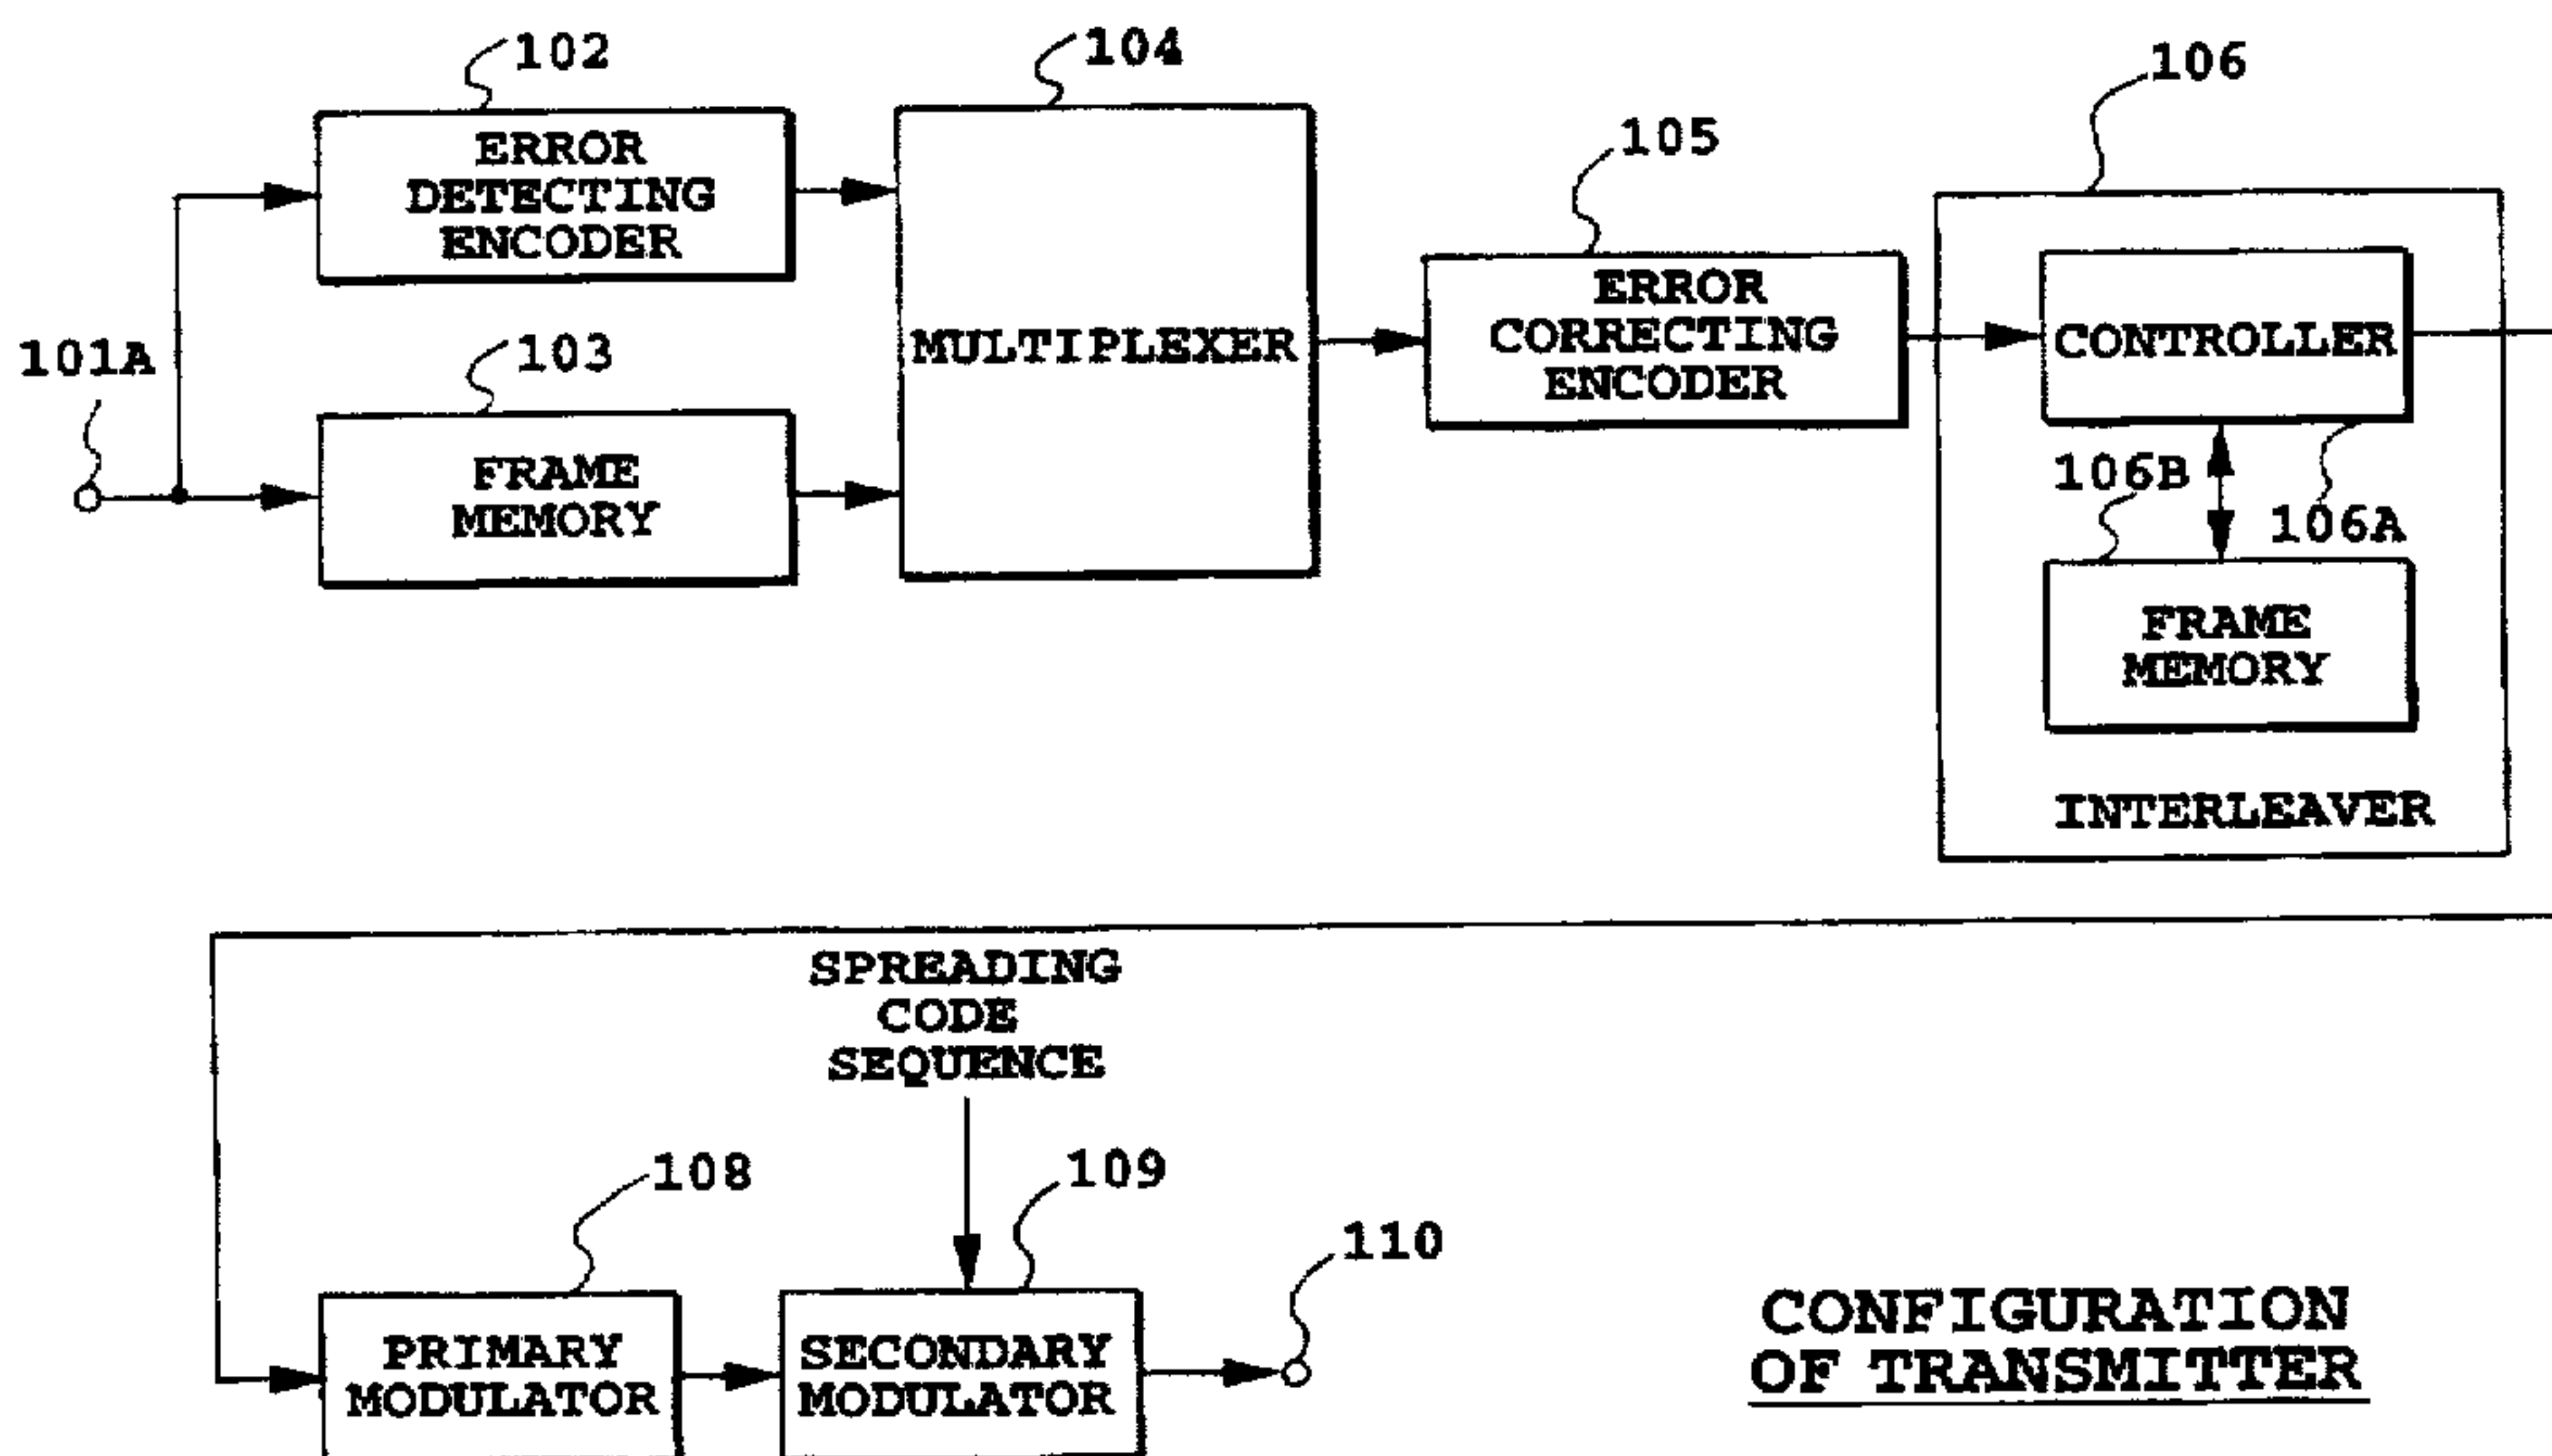 102
104
106
ERROR
DETECTING
ENCODER
105
101A
103
MULTIPLEXER
ERROR
CORRECTING
ENCODER
CONTROLLER
FRAME
MEMORY
106B
106A
FRAME
MEMORY
INTERLEAVER
SPREADING
CODE
SEQUENCE
108
109
110
PRIMARY
MODULATOR
SECONDARY
MODULATOR
CONFIGURATION
OF TRANSMITTER